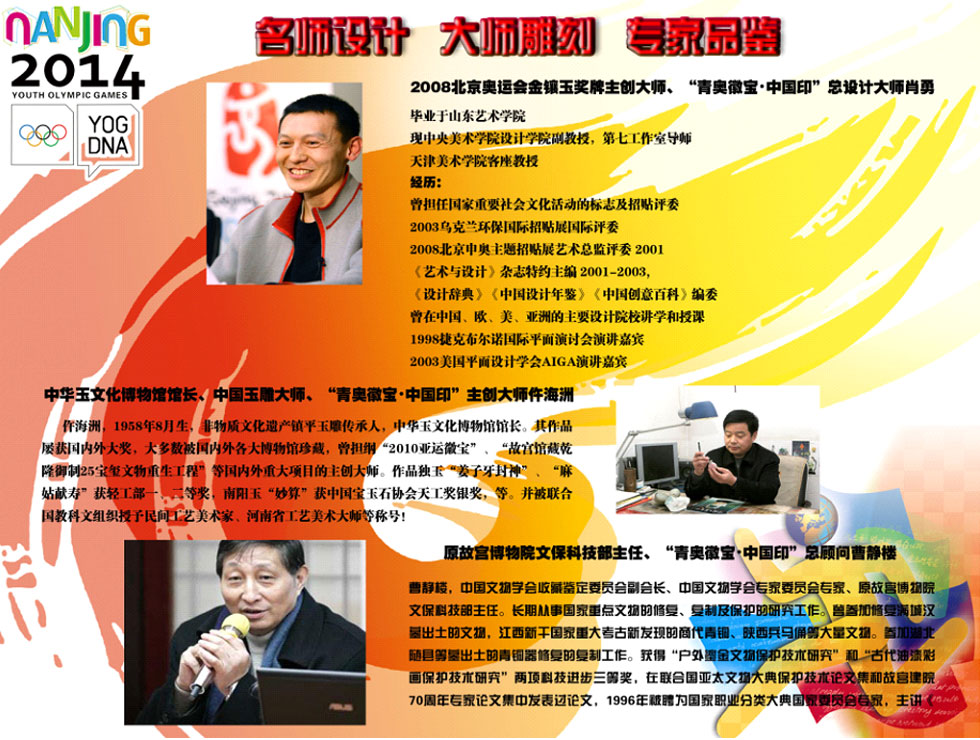 NANJING
2014
YOUTH OLYMPIC GAMES
YOG
DNA
名师设计 大师雕刻 专家品鉴
2008北京奥运会金镶玉奖牌主创大师、“青奥徽宝·中国印”总设计大师肖勇
毕业于山东艺术学院
现中央美术学院设计学院副教授，第七工作室导师
天津美术学院客座教授
经历：
曾担任国家重要社会文化活动的标志及招贴评委
2003乌克兰环保国际招贴展国际评委
2008北京申奥主题招贴展艺术总监评委 2001
《艺术与设计》杂志特约主编 2001-2003,
《设计辞典》《中国设计年鉴》《中国创意百科》编委
曾在中国、欧、美、亚洲的主要设计院校讲学和授课
1998捷克布尔诺国际平面演讨会演讲嘉宾
2003美国平面设计学会AIGA演讲嘉宾
中华玉文化博物馆馆长、中国玉雕大师、“青奥徽宝·中国印”主创大师仵海洲
仵海洲，1958年8月生，非物质文化遗产镇平玉雕传承人，中华玉文化博物馆馆长。其作品
屡获国内外大奖，大多数被国内外各大博物馆珍藏，曾担纲“2010亚运徽宝”、“故宫馆藏乾
隆御制25宝玺文物重生工程”等国内外重大项目的主创大师。作品独玉“姜子牙封神”、“麻
姑献寿”获轻工部一、二等奖，南阳玉“妙算”获中国宝玉石协会天工奖银奖，等。并被联合
国教科文组织授予民间工艺美术家、河南省工艺美术大师等称号!
原故宫博物院文保科技部主任、“青奥徽宝·中国印”总顾问曹静楼
曹静楼，中国文物学会收藏鉴定委员会副会长、中国文物学会专家委员会专家、原故宫博物院
文保科技部主任。长期从事国家重点文物的修复、复制及保护的研究工作。曾参加修复满城汉
墓出土的文物，江西新干国家重大考古新发现的商代青铜、陕西兵马俑等大量文物。参加湖北
随县等墓出土的青铜器修复的复制工作。获得“户外鎏金文物保护技术研究”和“古代油漆彩
画保护技术研究”两项科技进步三等奖，在联合国亚太文物大典保护技术论文集和故宫建院
70周年专家论文集中发表过论文，1996年被聘为国家职业分类大典国家委员会专家，主讲《
ASUS